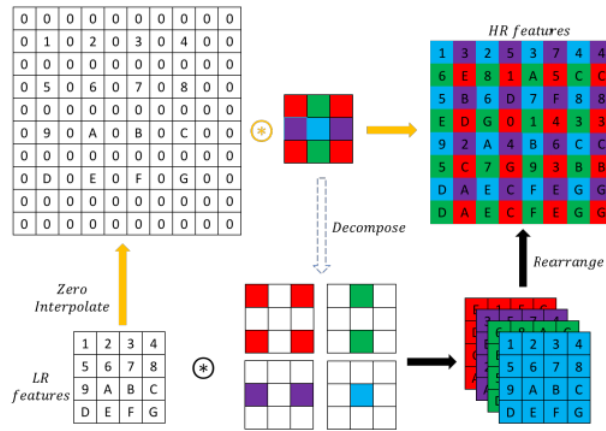 HR features
0 0 0 0 0 0 0 0 0 0
0 1 0 2 0 3 0 4 0 0
0 0 0 0 0 0 0 0 0 0
0 5 0 6 0 7 0 8 0 0
0 0 0 0 0 0 0 0 0 0
0 9 0 A 0 B 0 C 0 0
0 0 0 0 0 0 0 0 0 0
0 D 0 E 0 F 0 G 0 0
0 0 0 0 0 0 0 0 0 0
0 0 0 0 0 0 0 0 0 0
1 3 2 5 3 7 4 4
6 E 8 1 A 5 C C
5 B 6 D 7 F 8 8
E D G 0 1 4 3 3
9 2 A 4 B 6 C C
5 C 7 G 9 3 B B
D A E C F E G G
D A E C F E G G
Decompose
Zero
Interpolate
Rearrange
LR
features
1 2 3 4
5 6 7 8
9 A B C
D E F G
1 2 3 4
5 6 7 8
9 A B C
D E F G